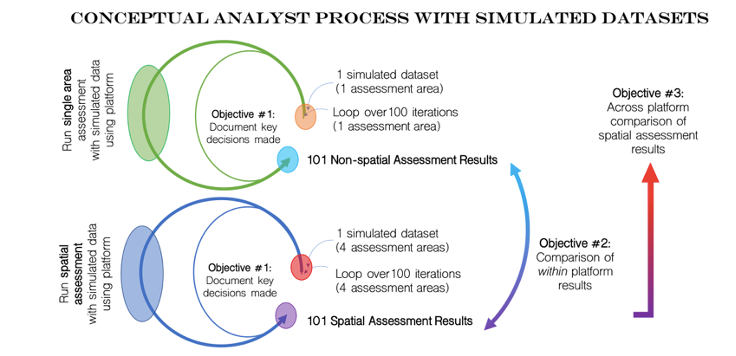 CONCEPTUAL ANALYST PROCESS WITH SIMULATED DATASETS
Run single area
assessment
with simulated data
using platform
Objective #1:
Document key
decisions made
1 simulated dataset
(1 assessment area)
Loop over 100 iterations
(1 assessment area)
101 Non-spatial Assessment Results
Run spatial
assessment
with simulated data
using platform
Objective #1:
Document key
decisions made
1 simulated dataset
(4 assessment areas)
Loop over 100 iterations
(4 assessment areas)
101 Spatial Assessment Results
Objective #2:
Comparison of
within platform
results
Objective #3:
Across platform
comparison of
spatial assessment
results